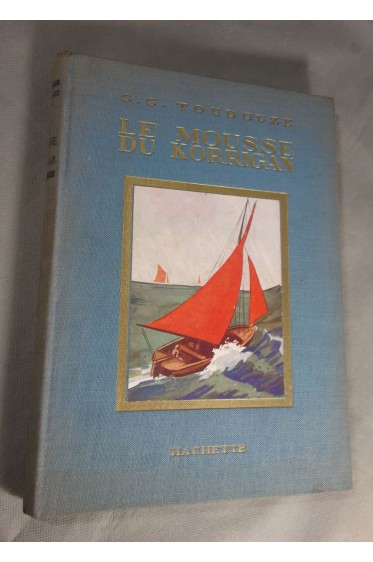 G. G. TOUDOUZE
LE MOUSSE
DU KORRIGAN
HACHETTE